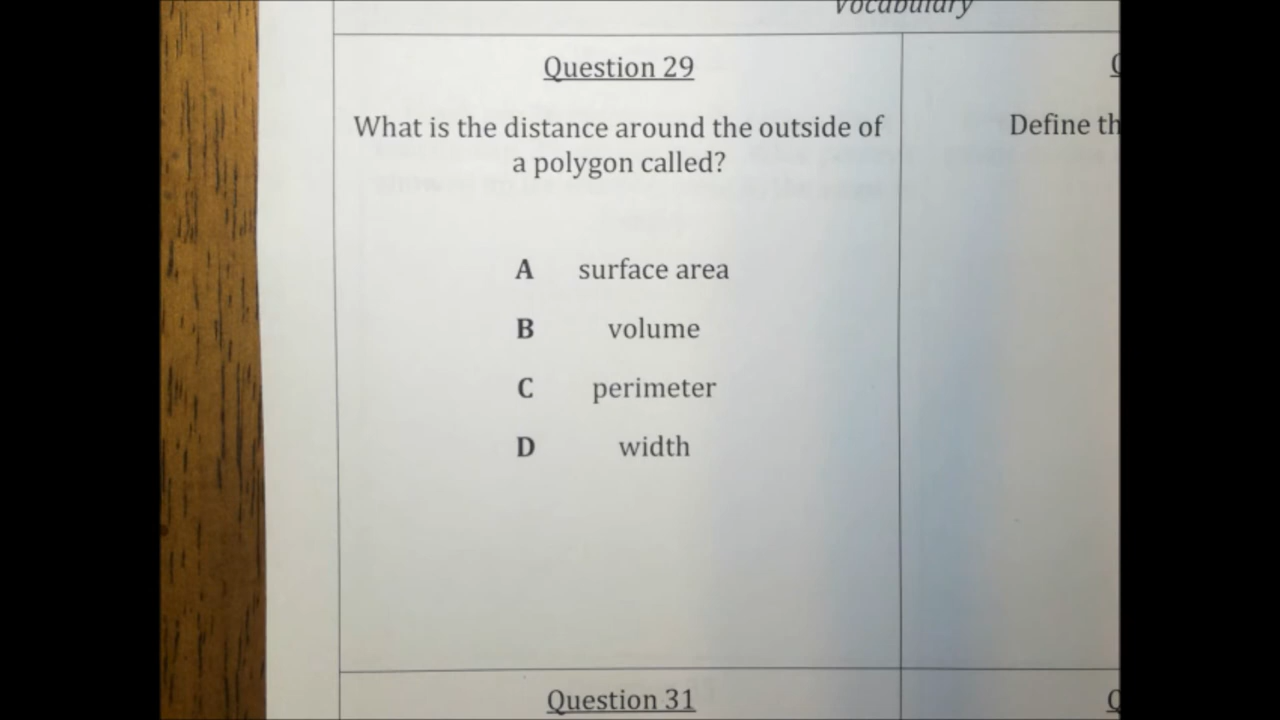 Vocabulary
Question 29
What is the distance around the outside of
a polygon called?
A surface area
B volume
C perimeter
D width
Define
Question 31